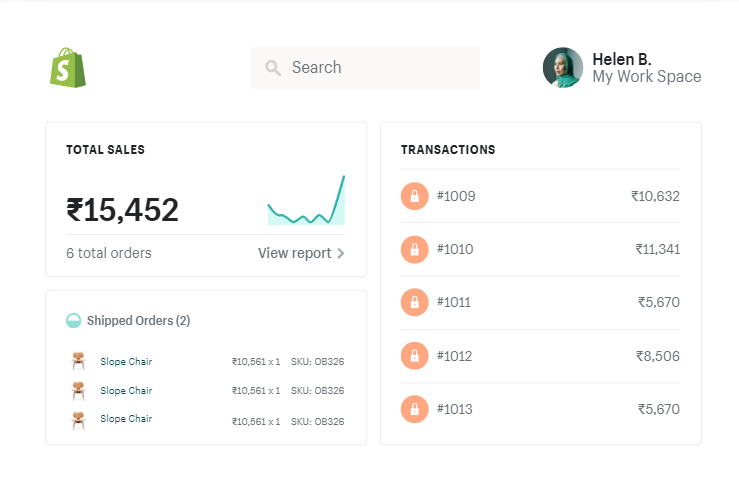 S
Search
Helen B.
My Work Space
TOTAL SALES
₹15,452
6 total orders
View report
Shipped Orders (2)
Slope Chair ₹10,561 x 1 SKU: OB326
Slope Chair ₹10,561 x 1 SKU: OB326
Slope Chair ₹10,561 x 1 SKU: OB326
TRANSACTIONS
#1009 ₹10,632
#1010 ₹11,341
#1011 ₹5,670
#1012 ₹8,506
#1013 ₹5,670